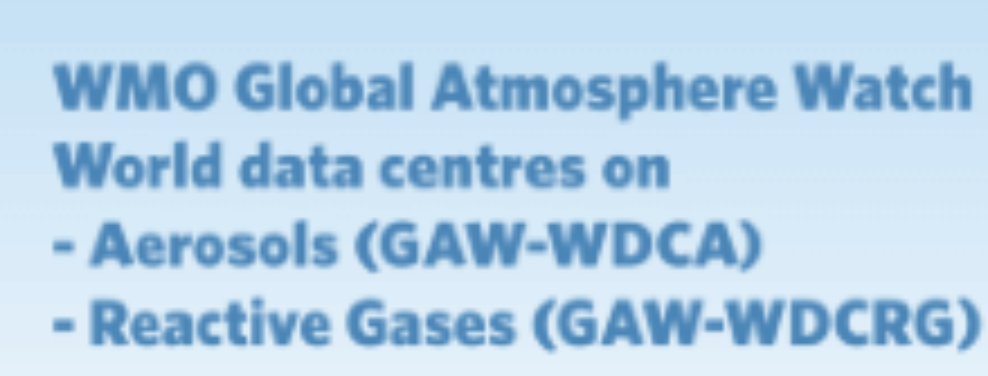 WMO Global Atmosphere Watch
World data centres on
- Aerosols (GAW-WDCA)
- Reactive Gases (GAW-WDCRG)